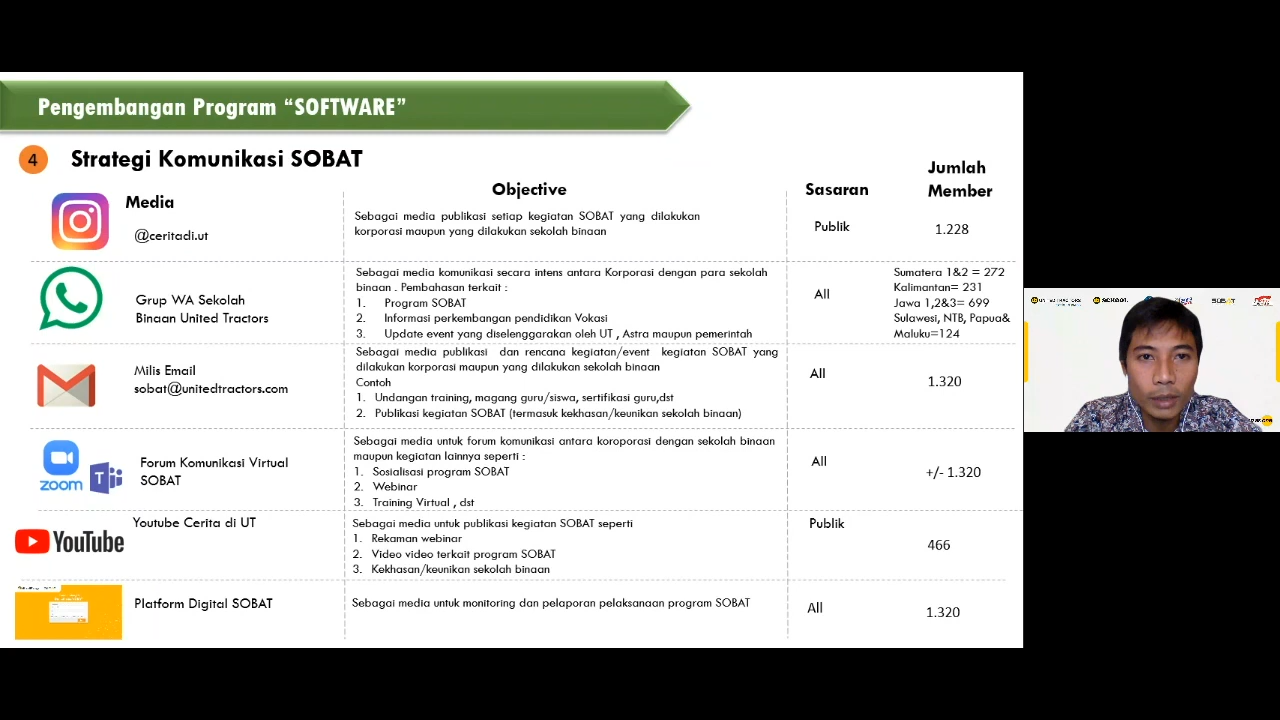 Pengembangan Program “SOFTWARE”
4 Strategi Komunikasi SOBAT
Media
Objective
Sasaran
Jumlah
Member
@ceritadi.ut
Sebagai media publikasi setiap kegiatan SOBAT yang dilakukan
korporasi maupun yang dilakukan sekolah binaan
Publik
1.228
Grup WA Sekolah
Binaan United Tractors
Sebagai media komunikasi secara intens antara Korporasi dengan para sekolah
binaan . Pembahasan terkait :
1. Program SOBAT
2. Informasi perkembangan pendidikan Vokasi
3. Update event yang diselenggarakan oleh UT , Astra maupun pemerintah
All
Sumatera 1&2 = 272
Kalimantan= 231
Jawa 1,2&3= 699
Sulawesi, NTB, Papua&
Maluku=124
Milis Email
sobat@unitedtractors.com
Sebagai media publikasi dan rencana kegiatan/event kegiatan SOBAT yang
dilakukan korporasi maupun yang dilakukan sekolah binaan
Contoh
1. Undangan training, magang guru/siswa, sertifikasi guru,dst
2. Publikasi kegiatan SOBAT (termasuk kekhasan/keunikan sekolah binaan)
All
1.320
zoom
Forum Komunikasi Virtual
SOBAT
Sebagai media untuk forum komunikasi antara koroporasi dengan sekolah binaan
maupun kegiatan lainnya seperti :
1. Sosialisasi program SOBAT
2. Webinar
3. Training Virtual , dst
All
+/- 1.320
YouTube
Youtube Cerita di UT
Sebagai media untuk publikasi kegiatan SOBAT seperti
1. Rekaman webinar
2. Video video terkait program SOBAT
3. Kekhasan/keunikan sekolah binaan
Publik
466
Platform Digital SOBAT
Sebagai media untuk monitoring dan pelaporan pelaksanaan program SOBAT
All
1.320
UNITED TRACTORS
SCHOOL
SOBAT